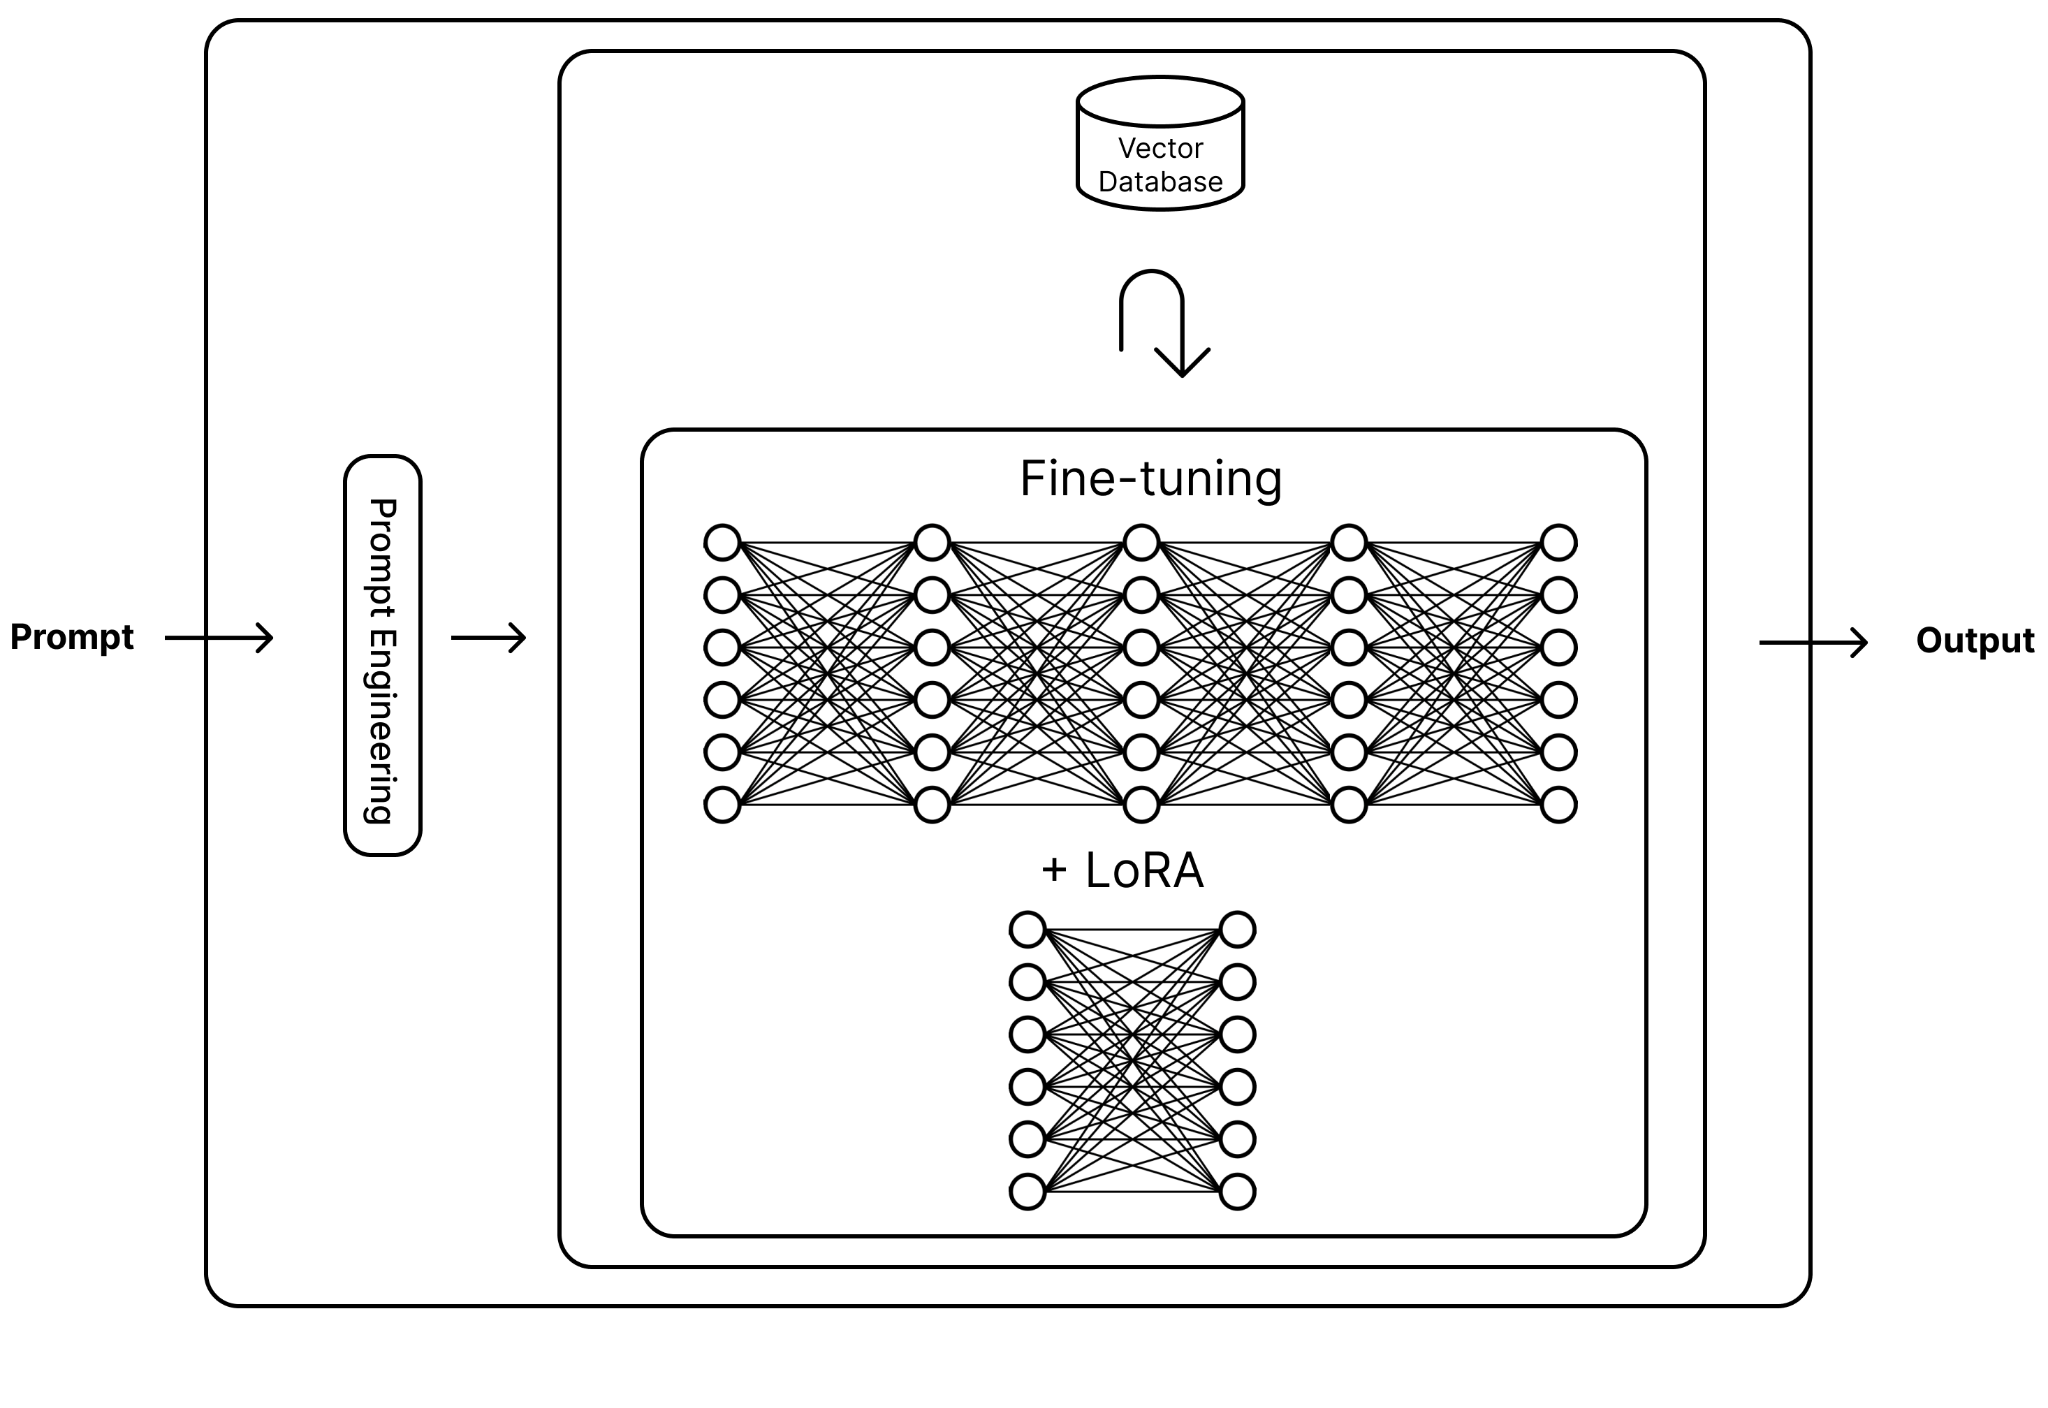 Prompt
Prompt Engineering
Vector
Database
Fine-tuning
+ LoRA
Output